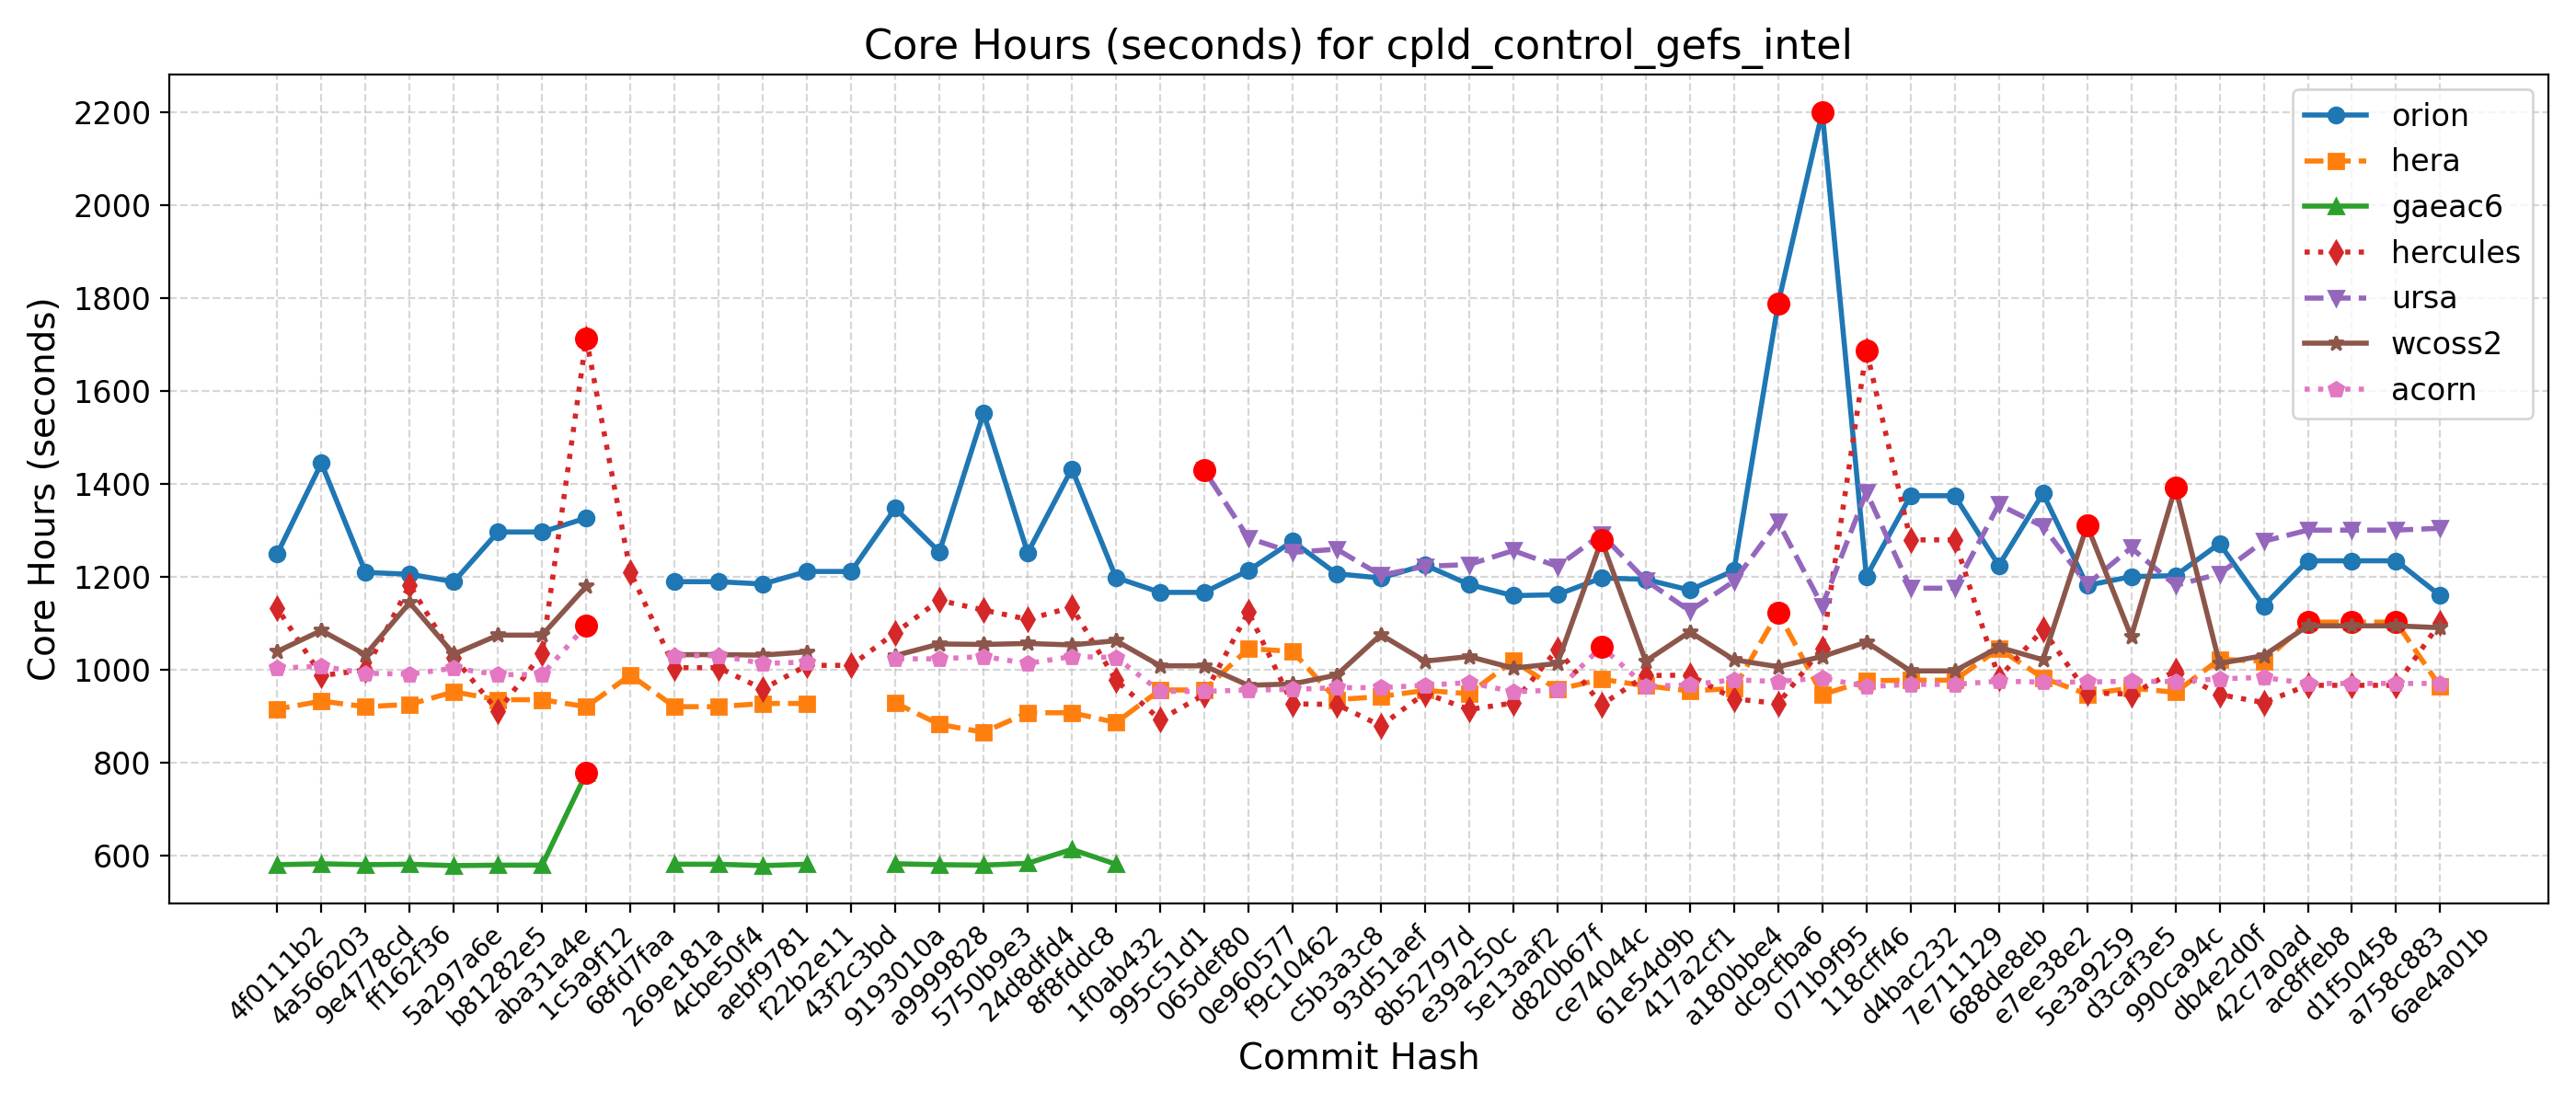 Core Hours (seconds) for cpld_control_gefs_intel
Core Hours (seconds)
2200
2000
1800
1600
1400
1200
1000
800
600
orion
hera
gaeac6
hercules
ursa
wcoss2
acorn
4f0111b2
4a566203
9e4778cd
ff162f36
5a297a6e
b81282e5
aba31a4e
1c5a9f12
68fd7faa
269e181a
4cbe50f4
aebf9781
f22b2e11
43f2c3bd
9193010a
a9999828
5750b9e3
24d8dfd4
8f8fddc8
1f0ab432
995c51d1
065def80
0e960577
f9c10462
c5b3a3c8
93d51aef
8b52797d
e39a250c
5e13aaf2
d820b67f
ce74044c
61e54d9b
417a2cf1
a180bbe4
dc9cfba6
071b9f95
118cff46
d4bac232
7e711129
688de8eb
e7ee38e2
5e3a9259
d3caf3e5
990ca94c
db4e2d0f
42c7a0ad
ac8ffeb8
d1f50458
a758c883
6ae4a01b
Commit Hash